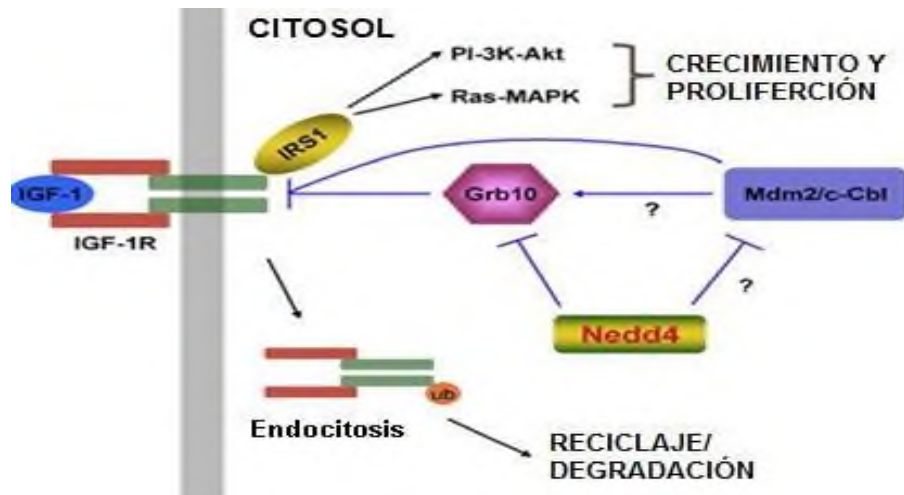 CITOSOL
PI-3K-Akt
Ras-MAPK
CRECIMIENTO Y
PROLIFERCIÓN
IRS1
IGF-1
IGF-1R
Grb10
Mdm2/c-Cbl
?
?
Nedd4
ub
Endocitosis
RECICLAJE/
DEGRADACIÓN